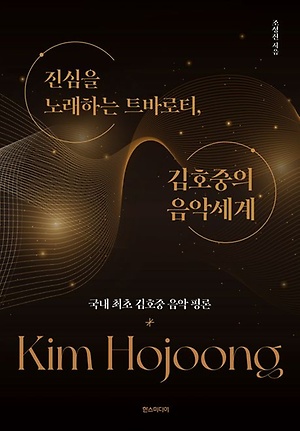 조성진 지음
진심을
노래하는 트바로티,
김호중의
음악세계
국내 최초 김호중 음악 평론
Kim Hojoong
한스미디어